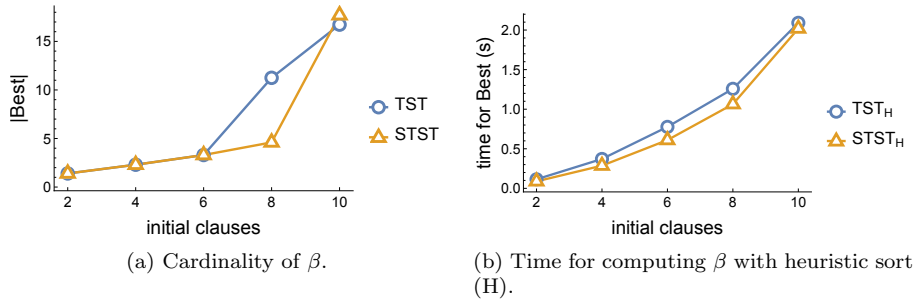 |Best|
15
10
5
0
2 4 6 8 10
initial clauses
TST
STST
(a) Cardinality of β.
time for Best (s)
2.0
1.5
1.0
0.5
0.0
2 4 6 8 10
initial clauses
TST_H
STST_H
(b) Time for computing β with heuristic sort
(H).